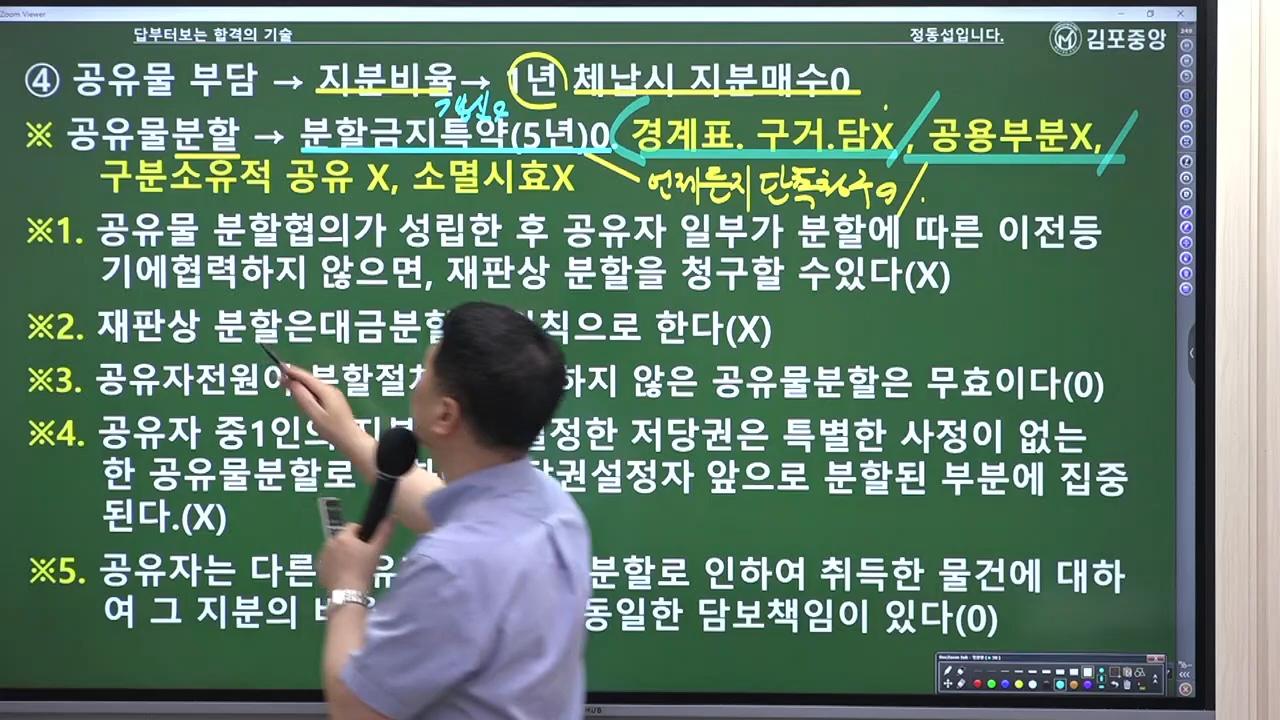 Zoom Viewer
답부터보는 합격의 기술
정동섭입니다.
김포중앙
④ 공유물 부담 → 지분비율→ 1년 체납시 지분매수0
※ 공유물분할 → 분할금지특약(5년)0. 경계표. 구거.담X, 공용부분X,
구분소유적 공유 X, 소멸시효X
언제든지 단독
※1. 공유물 분할협의가 성립한 후 공유자 일부가 분할에 따른 이전등
기에협력하지 않으면, 재판상 분할을 청구할 수있다(X)
※2. 재판상 분할은대금분할 칙으로 한다(X)
※3. 공유자전원이 분할절차 하지 않은 공유물분할은 무효이다(0)
※4. 공유자 중1인의 지분 설정한 저당권은 특별한 사정이 없는
한 공유물분할로 당권설정자 앞으로 분할된 부분에 집중
된다.(X)
※5. 공유자는 다른 분할로 인하여 취득한 물건에 대하
여 그 지분의 비 동일한 담보책임이 있다(0)